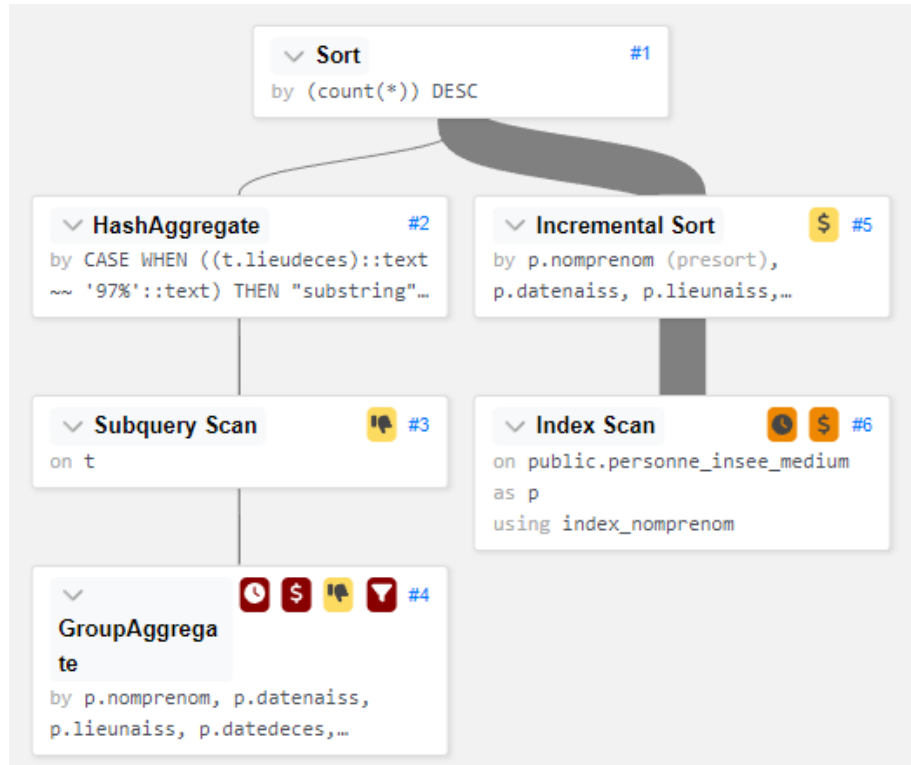 Sort #1
by (count(*)) DESC
HashAggregate #2
by CASE WHEN ((t.lieudeces)::text
~~ '97%'::text) THEN "substring"…
Incremental Sort $ #5
by p.nomprenom (presort),
p.datenaiss, p.lieunaiss,…
Subquery Scan #3
on t
Index Scan $ #6
on public.personne_insee_medium
as p
using index_nomprenom
$ #4
GroupAggrega
te
by p.nomprenom, p.datenaiss,
p.lieunaiss, p.datedeces,…